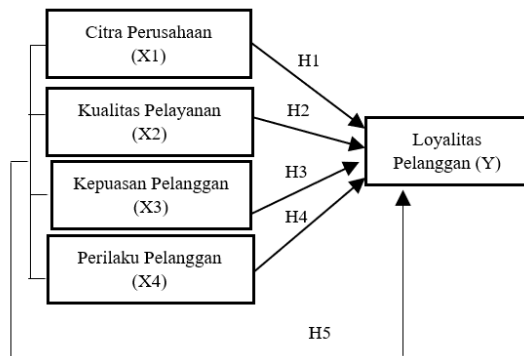 Citra Perusahaan
(X1)
H1
Kualitas Pelayanan
(X2)
H2
Loyalitas
Pelanggan (Y)
Kepuasan Pelanggan
(X3)
H3
H4
Perilaku Pelanggan
(X4)
H5